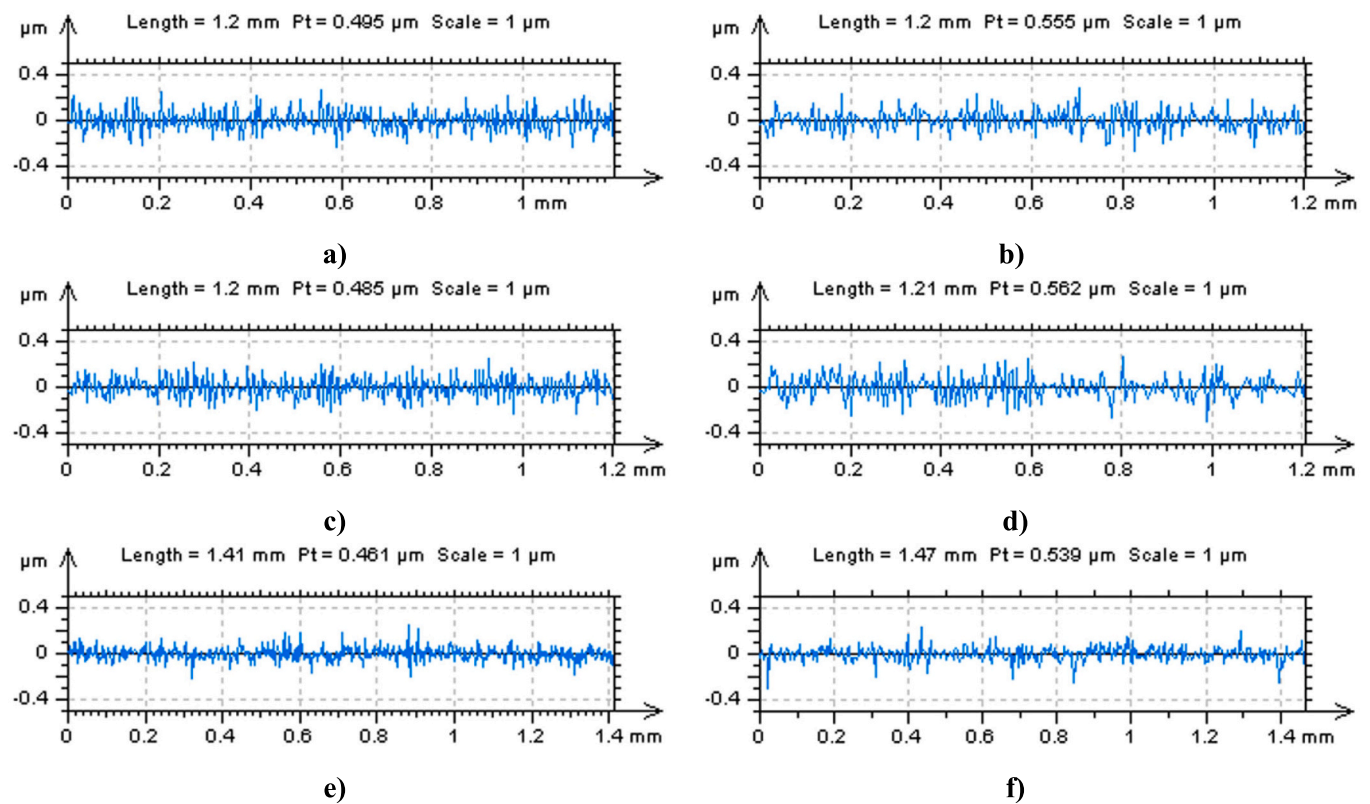 µm Length = 1.2 mm Pt = 0.495 µm Scale = 1 µm
0.4
0
-0.4
0 0.2 0.4 0.6 0.8 1 mm
a)
µm Length = 1.2 mm Pt = 0.555 µm Scale = 1 µm
0.4
0
-0.4
0 0.2 0.4 0.6 0.8 1 1.2 mm
b)
µm Length = 1.2 mm Pt = 0.485 µm Scale = 1 µm
0.4
0
-0.4
0 0.2 0.4 0.6 0.8 1 1.2 mm
c)
µm Length = 1.21 mm Pt = 0.562 µm Scale = 1 µm
0.4
0
-0.4
0 0.2 0.4 0.6 0.8 1 1.2 mm
d)
µm Length = 1.41 mm Pt = 0.461 µm Scale = 1 µm
0.4
0
-0.4
0 0.2 0.4 0.6 0.8 1 1.2 1.4 mm
e)
µm Length = 1.47 mm Pt = 0.539 µm Scale = 1 µm
0.4
0
-0.4
0 0.2 0.4 0.6 0.8 1 1.2 1.4 mm
f)